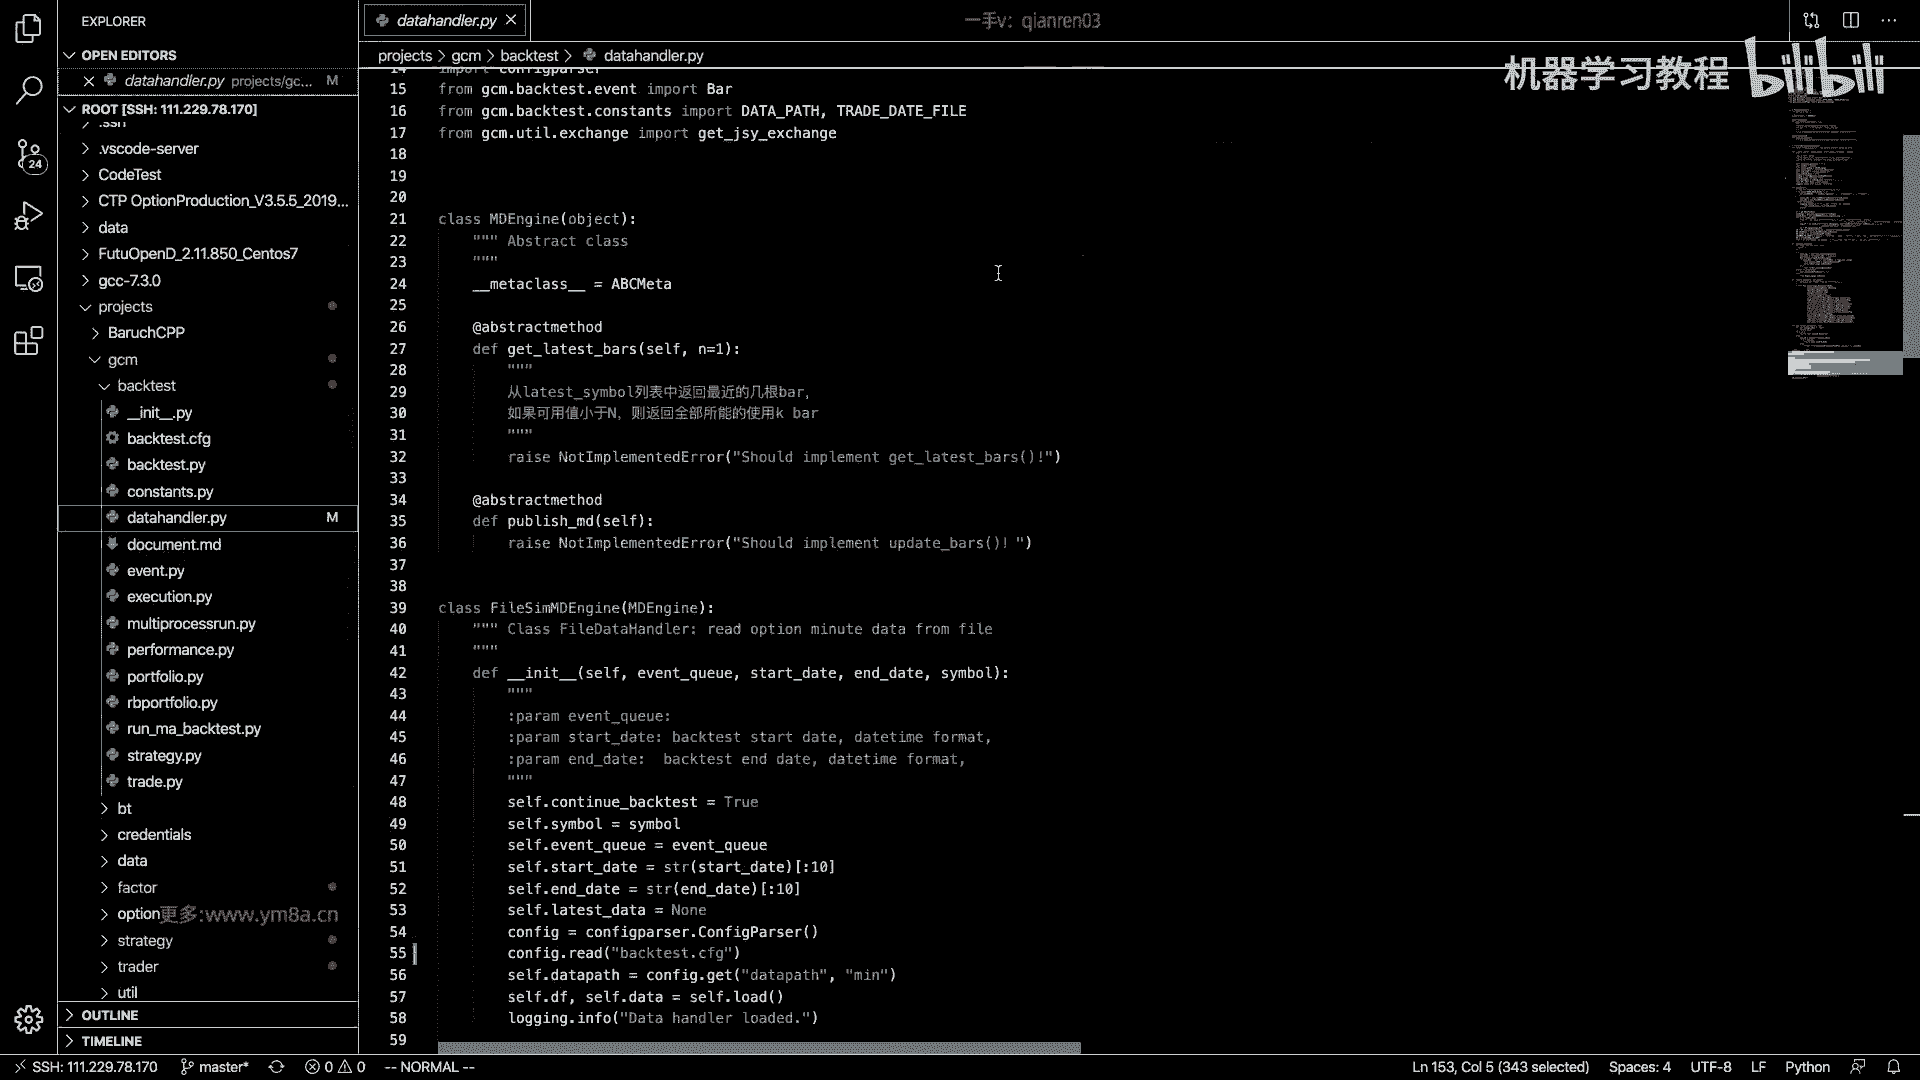 EXPLORER
OPEN EDITORS
datahandler.py projects/gc... M
ROOT [SSH: 111.229.78.170]
.ssh
.vscode-server
CodeTest
CTP OptionProduction_V3.5.5_2019...
data
FutuOpenD_2.11.850_Centos7
gcc-7.3.0
projects
BaruchCPP
gcm
backtest
__init__.py
backtest.cfg
backtest.py
constants.py
datahandler.py M
document.md
event.py
execution.py
multiprocessrun.py
performance.py
portfolio.py
rbportfolio.py
run_ma_backtest.py
strategy.py
trade.py
bt
credentials
data
factor
option
更多:www.ym8a.cn
strategy
trader
util
OUTLINE
TIMELINE
24
datahandler.py
一手v: qianren03
机器学习教程 bilibili
projects > gcm > backtest > datahandler.py
14 import configparser
15 from gcm.backtest.event import Bar
16 from gcm.backtest.constants import DATA_PATH, TRADE_DATE_FILE
17 from gcm.util.exchange import get_jsy_exchange
18
19
20
21 class MDEngine(object):
22 """ Abstract class
23 """
24 __metaclass__ = ABCMeta
25
26 @abstractmethod
27 def get_latest_bars(self, n=1):
28 """
29 从latest_symbol列表中返回最近的几根bar,
30 如果可用值小于N, 则返回全部所能的使用k bar
31 """
32 raise NotImplementedError("Should implement get_latest_bars()!")
33
34 @abstractmethod
35 def publish_md(self):
36 raise NotImplementedError("Should implement update_bars()! ")
37
38
39 class FileSimMDEngine(MDEngine):
40 """ Class FileDataHandler: read option minute data from file
41 """
42 def __init__(self, event_queue, start_date, end_date, symbol):
43 """
44 :param event_queue:
45 :param start_date: backtest start date, datetime format,
46 :param end_date:  backtest end date, datetime format,
47 """
48 self.continue_backtest = True
49 self.symbol = symbol
50 self.event_queue = event_queue
51 self.start_date = str(start_date)[:10]
52 self.end_date = str(end_date)[:10]
53 self.latest_data = None
54 config = configparser.ConfigParser()
55 config.read("backtest.cfg")
56 self.datapath = config.get("datapath", "min")
57 self.df, self.data = self.load()
58 logging.info("Data handler loaded.")
59
SSH: 111.229.78.170 master* 0 0 -- NORMAL -- Ln 153, Col 5 (343 selected) Spaces: 4 UTF-8 LF Python